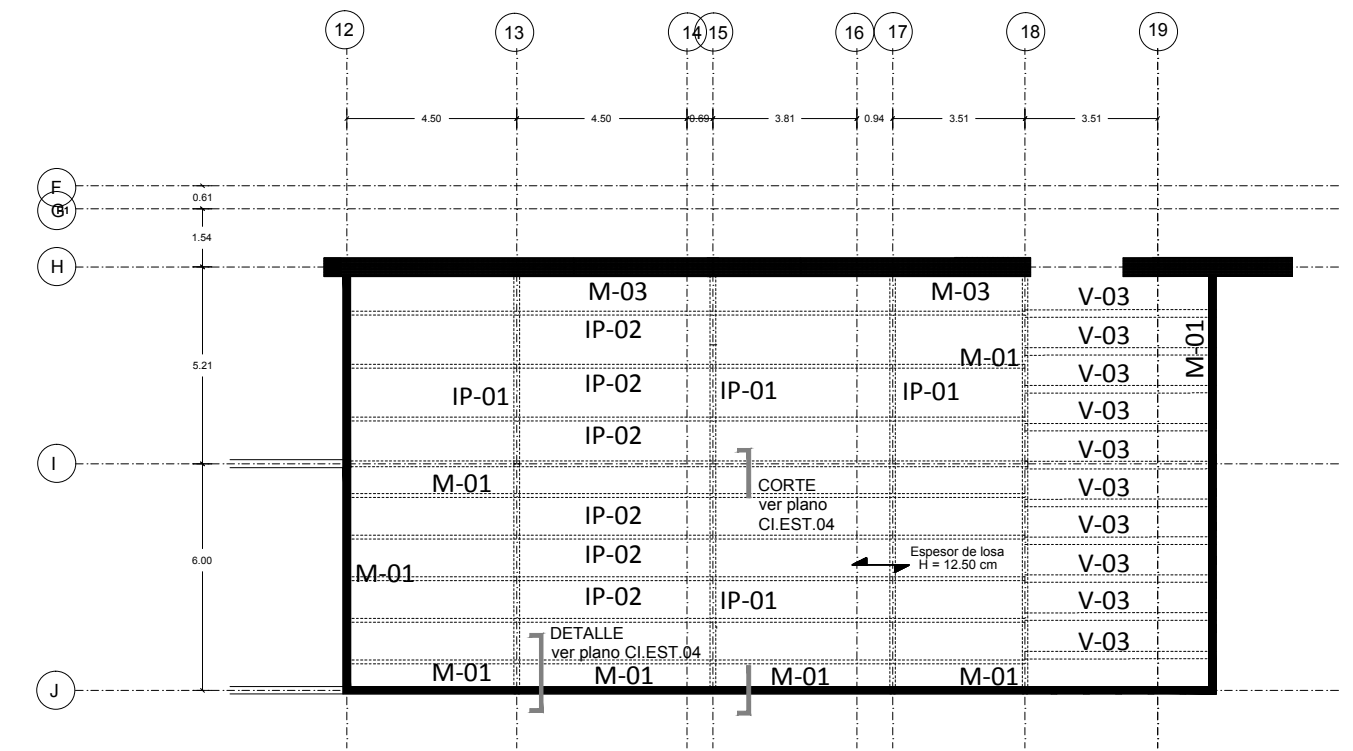 12 13 14 15 16 17 18 19
4.50 4.50 0.69 3.81 0.94 3.51 3.51
F
0.61
G
1.54
H
M-03 M-03 V-03
IP-02 V-03 M-01
M-01
5.21
IP-02 V-03
IP-01 IP-01 IP-01
V-03
IP-02 V-03
I
M-01 V-03
CORTE
ver plano
CI.EST.04
IP-02 V-03
IP-02 Espesor de losa
H = 12.50 cm V-03
6.00
M-01
IP-02 IP-01 V-03
DETALLE
ver plano CI.EST.04
V-03
M-01 M-01 M-01 M-01
J